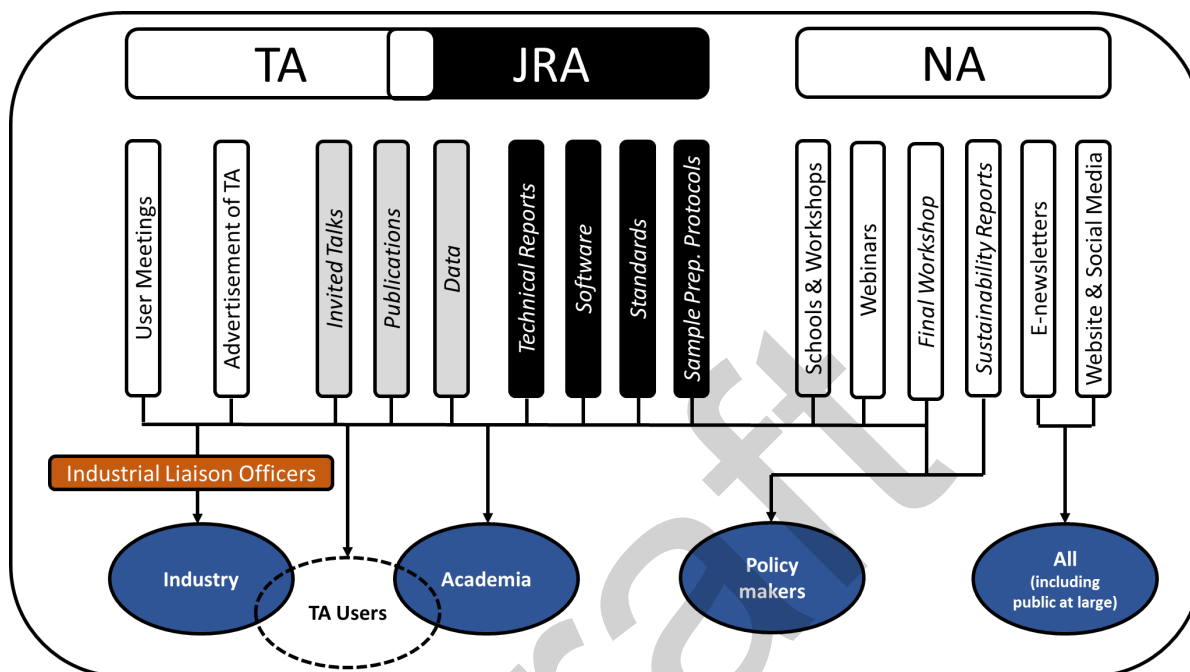 TA
JRA
NA
User Meetings
Advertisement of TA
Invited Talks
Publications
Data
Technical Reports
Software
Standards
Sample Prep. Protocols
Schools & Workshops
Webinars
Final Workshop
Sustainability Reports
E-newsletters
Website & Social Media
Industrial Liaison Officers
Industry
TA Users
Academia
Policy
makers
All
(including
public at large)
raft